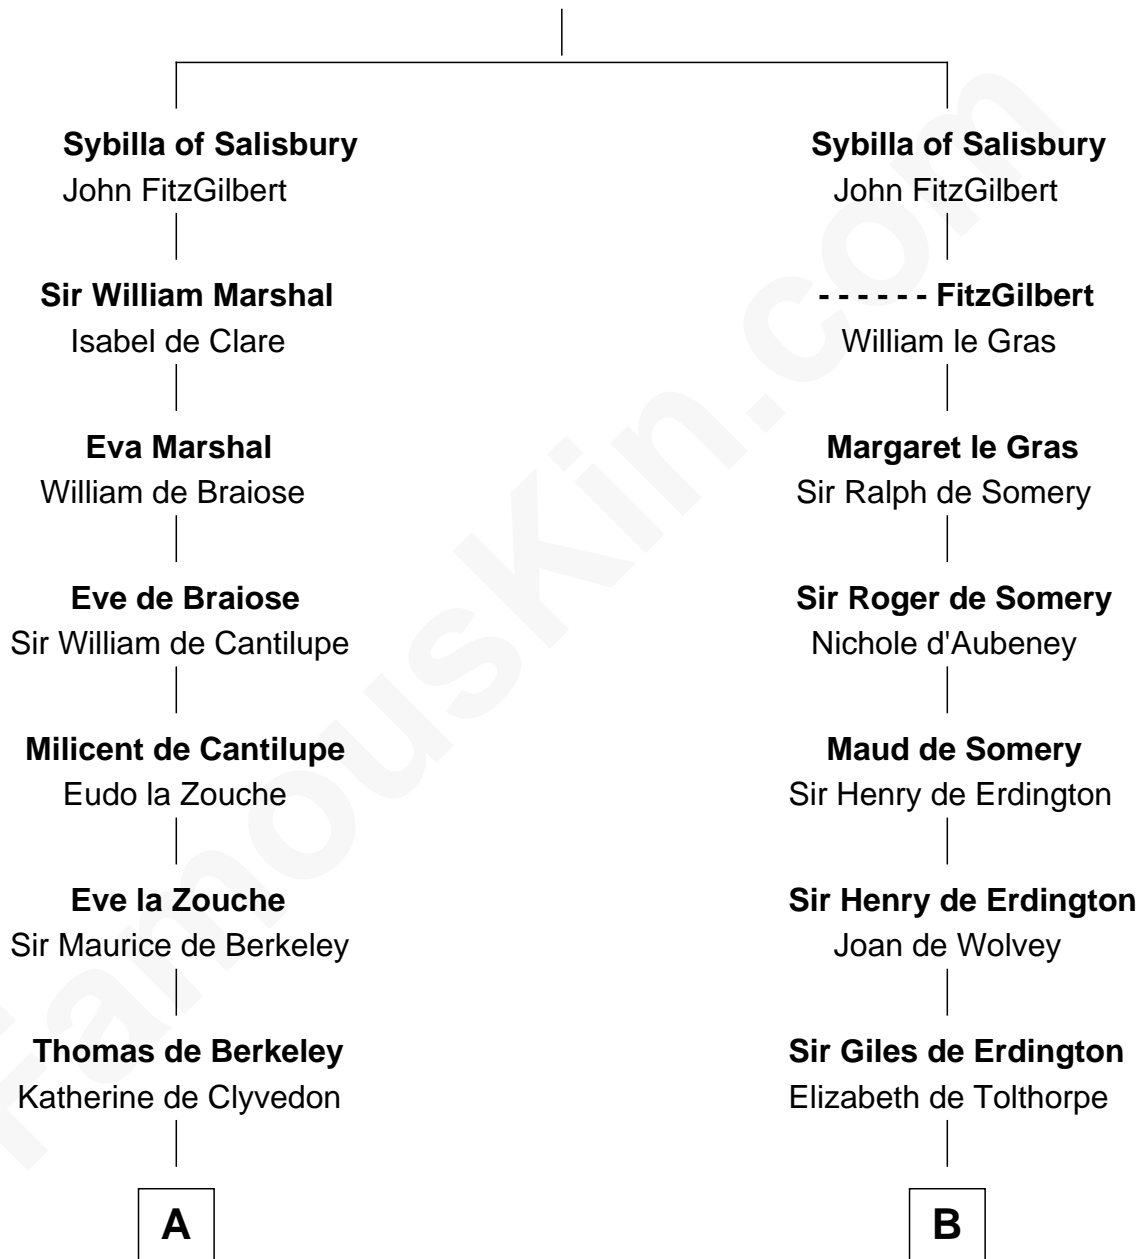 Sybilla of Salisbury
John FitzGilbert
Sir William Marshal
Isabel de Clare
Eva Marshal
William de Braiose
Eve de Braiose
Sir William de Cantilupe
Milicent de Cantilupe
Eudo la Zouche
Eve la Zouche
Sir Maurice de Berkeley
Thomas de Berkeley
Katherine de Clyvedon
A
Sybilla of Salisbury
John FitzGilbert
- - - - - - FitzGilbert
William le Gras
Margaret le Gras
Sir Ralph de Somery
Sir Roger de Somery
Nichole d'Aubeney
Maud de Somery
Sir Henry de Erdington
Sir Henry de Erdington
Joan de Wolvey
Sir Giles de Erdington
Elizabeth de Tolthorpe
B
FamousKin.com